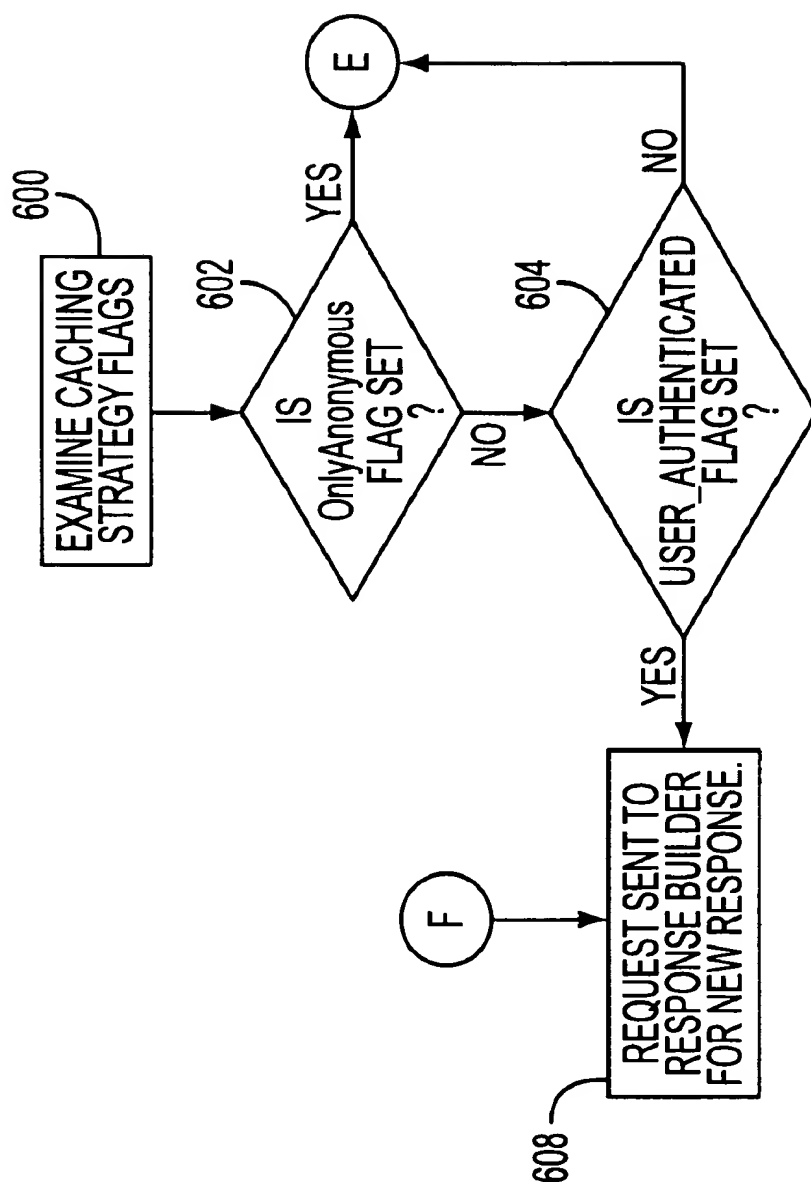 600
EXAMINE CACHING
STRATEGY FLAGS
602
IS
OnlyAnonymous
FLAG SET
?
YES
E
NO
604
IS
USER_AUTHENTICATED
FLAG SET
?
NO
YES
F
608
REQUEST SENT TO
RESPONSE BUILDER
FOR NEW RESPONSE.